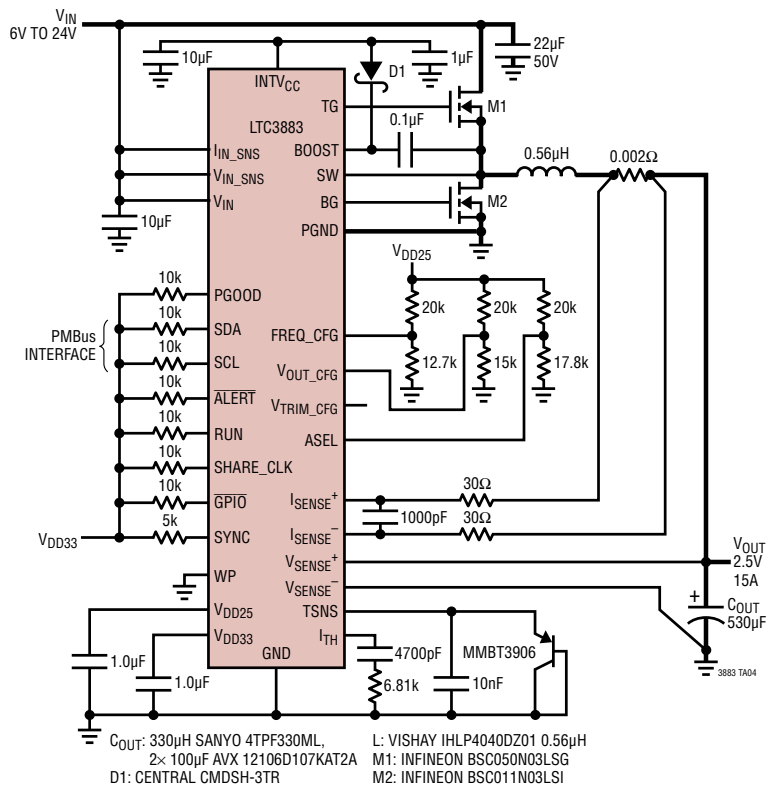 VIN
6V TO 24V
10µF
1µF
22µF
50V
D1
INTVCC
LTC3883
TG
M1
0.1µF
IIN_SNS
BOOST
0.56µH
0.002Ω
VIN_SNS
SW
VIN
BG
M2
10µF
PGND
VDD25
10k
PGOOD
20k
20k
20k
10k
SDA
PMBus
INTERFACE
FREQ_CFG
10k
SCL
12.7k
15k
17.8k
VOUT_CFG
10k
ALERT
VTRIM_CFG
10k
RUN
ASEL
10k
SHARE_CLK
10k
GPIO
ISENSE+
30Ω
1000pF
5k
VDD33
SYNC
ISENSE–
30Ω
VSENSE+
VOUT
2.5V
15A
WP
VSENSE–
+
COUT
530µF
VDD25
TSNS
VDD33
ITH
4700pF
MMBT3906
3883 TA04
1.0µF
1.0µF
GND
6.81k
10nF
COUT: 330µH SANYO 4TPF330ML,
2× 100µF AVX 12106D107KAT2A
D1: CENTRAL CMDSH-3TR
L: VISHAY IHLP4040DZ01 0.56µH
M1: INFINEON BSC050N03LSG
M2: INFINEON BSC011N03LSI